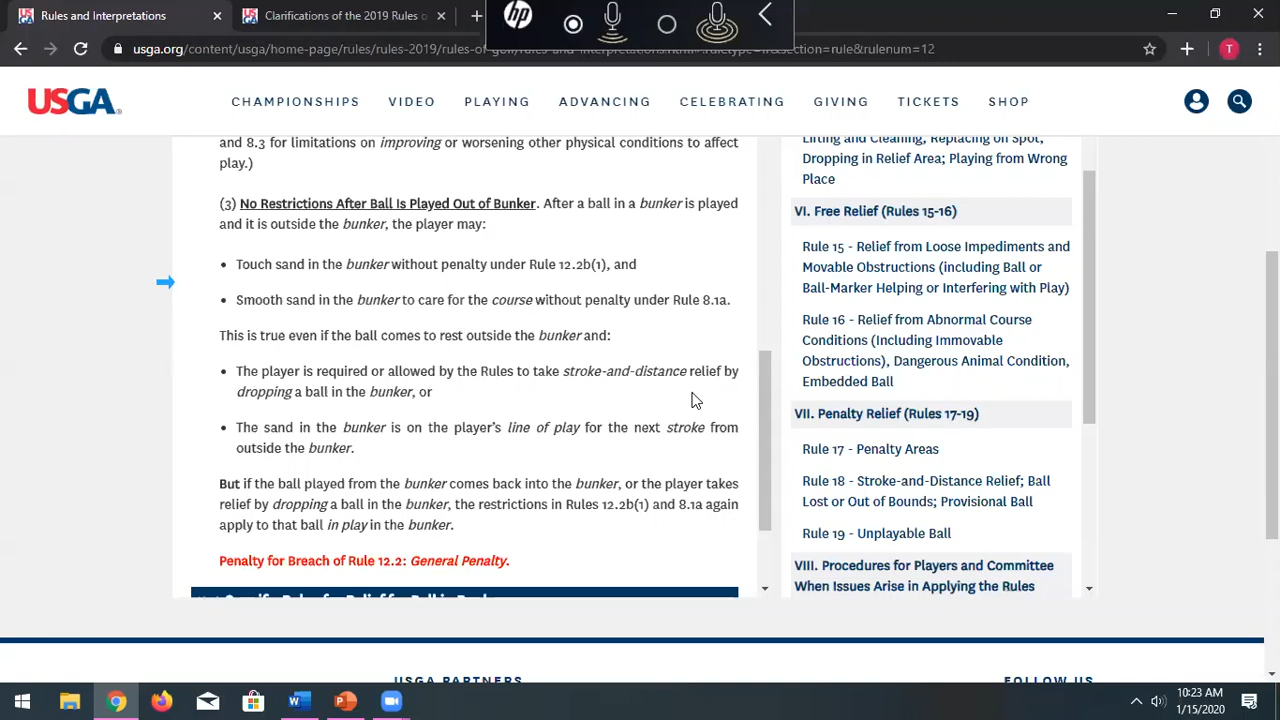 Rules and Interpretations
Clarifications of the 2019 Rules o
hp
usga.org/content/usga/home-page/rules/rules-2019/rules-of-golf/rules-and-interpretations.html#!ruletype=fr&section=rule&rulenum=12
T
USGA
CHAMPIONSHIPS VIDEO PLAYING ADVANCING CELEBRATING GIVING TICKETS SHOP
and 8.3 for limitations on improving or worsening other physical conditions to affect
play.)
(3) No Restrictions After Ball Is Played Out of Bunker. After a ball in a bunker is played
and it is outside the bunker, the player may:
• Touch sand in the bunker without penalty under Rule 12.2b(1), and
• Smooth sand in the bunker to care for the course without penalty under Rule 8.1a.
This is true even if the ball comes to rest outside the bunker and:
• The player is required or allowed by the Rules to take stroke-and-distance relief by
dropping a ball in the bunker, or
• The sand in the bunker is on the player's line of play for the next stroke from
outside the bunker.
But if the ball played from the bunker comes back into the bunker, or the player takes
relief by dropping a ball in the bunker, the restrictions in Rules 12.2b(1) and 8.1a again
apply to that ball in play in the bunker.
Penalty for Breach of Rule 12.2: General Penalty.
Lifting and Cleaning, Replacing on Spot,
Dropping in Relief Area; Playing from Wrong
Place
VI. Free Relief (Rules 15-16)
Rule 15 - Relief from Loose Impediments and
Movable Obstructions (including Ball or
Ball-Marker Helping or Interfering with Play)
Rule 16 - Relief from Abnormal Course
Conditions (Including Immovable
Obstructions), Dangerous Animal Condition,
Embedded Ball
VII. Penalty Relief (Rules 17-19)
Rule 17 - Penalty Areas
Rule 18 - Stroke-and-Distance Relief; Ball
Lost or Out of Bounds; Provisional Ball
Rule 19 - Unplayable Ball
VIII. Procedures for Players and Committee
When Issues Arise in Applying the Rules
USGA PARTNERS
FOLLOW US
10:23 AM
1/15/2020